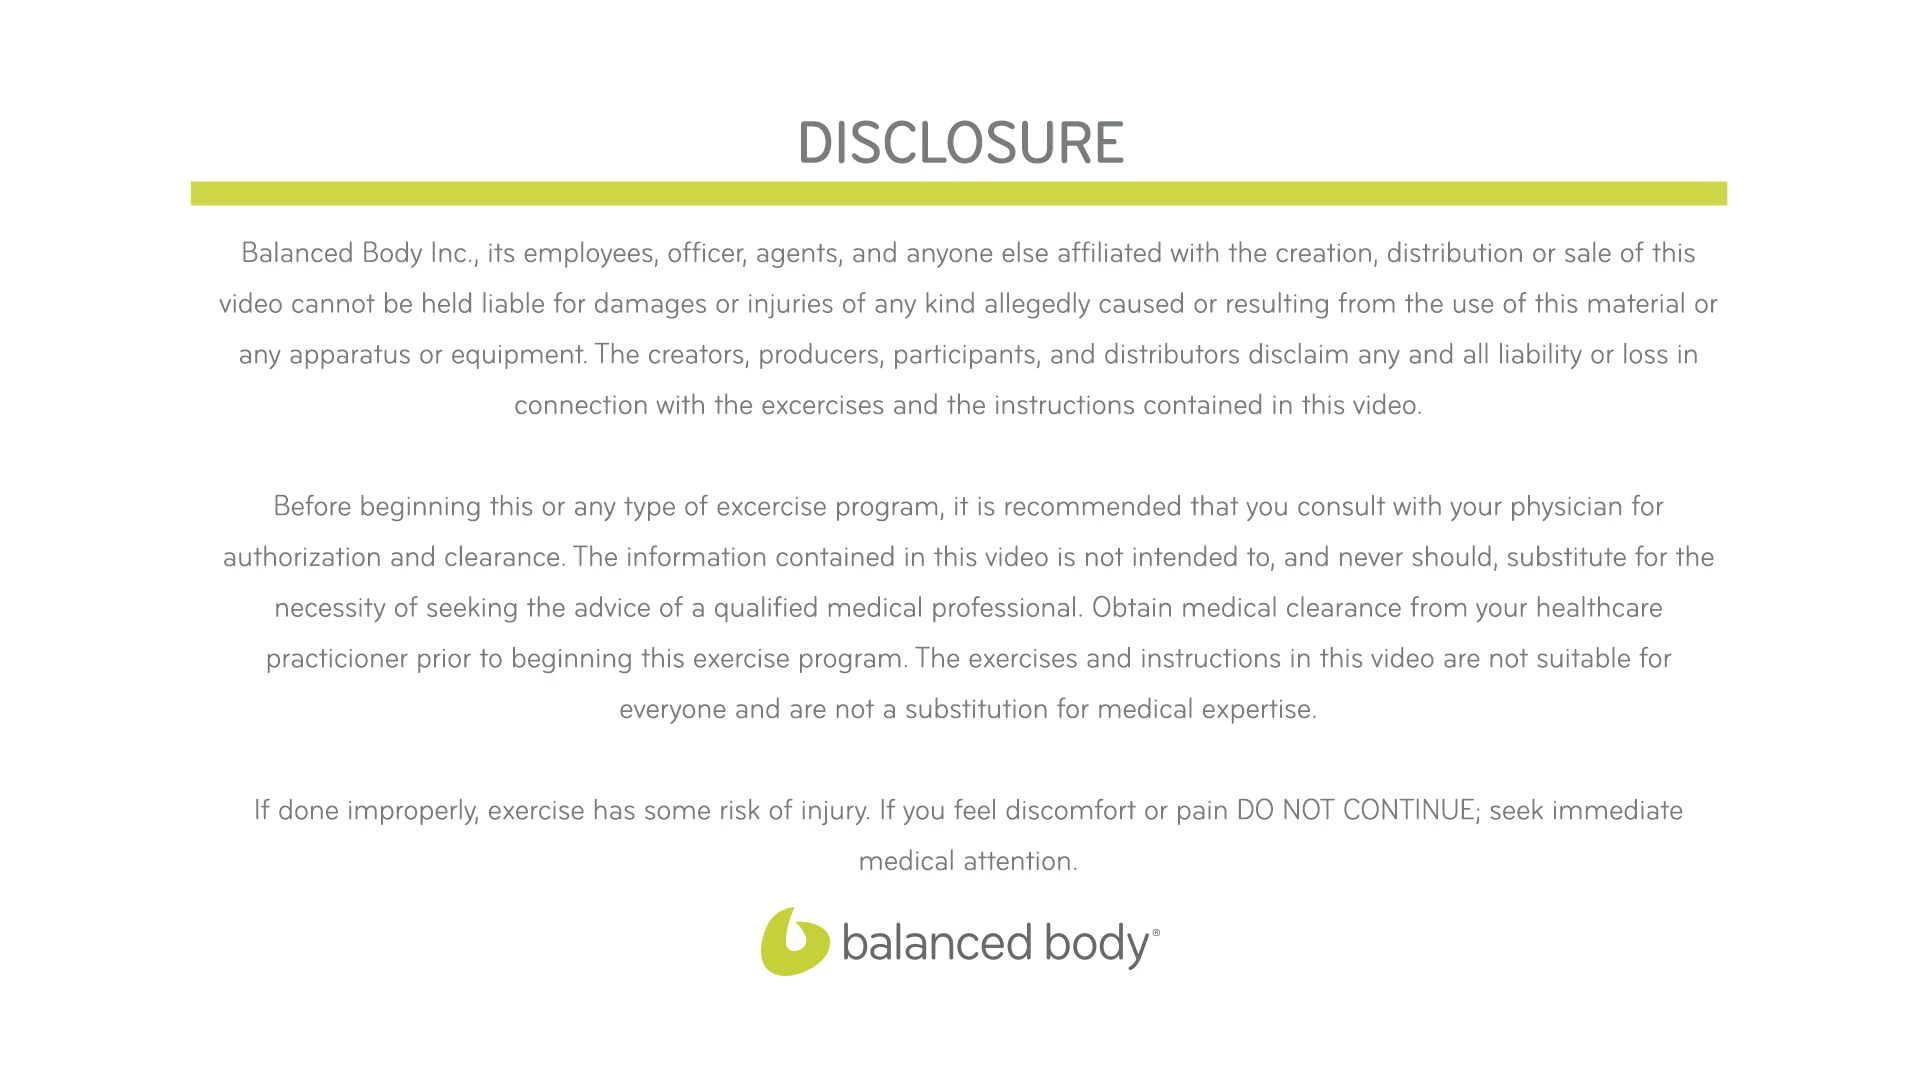 DISCLOSURE
Balanced Body Inc., its employees, officer, agents, and anyone else affiliated with the creation, distribution or sale of this
video cannot be held liable for damages or injuries of any kind allegedly caused or resulting from the use of this material or
any apparatus or equipment. The creators, producers, participants, and distributors disclaim any and all liability or loss in
connection with the excercises and the instructions contained in this video.
Before beginning this or any type of excercise program, it is recommended that you consult with your physician for
authorization and clearance. The information contained in this video is not intended to, and never should, substitute for the
necessity of seeking the advice of a qualified medical professional. Obtain medical clearance from your healthcare
practicioner prior to beginning this exercise program. The exercises and instructions in this video are not suitable for
everyone and are not a substitution for medical expertise.
If done improperly, exercise has some risk of injury. If you feel discomfort or pain DO NOT CONTINUE; seek immediate
medical attention.
balanced body®